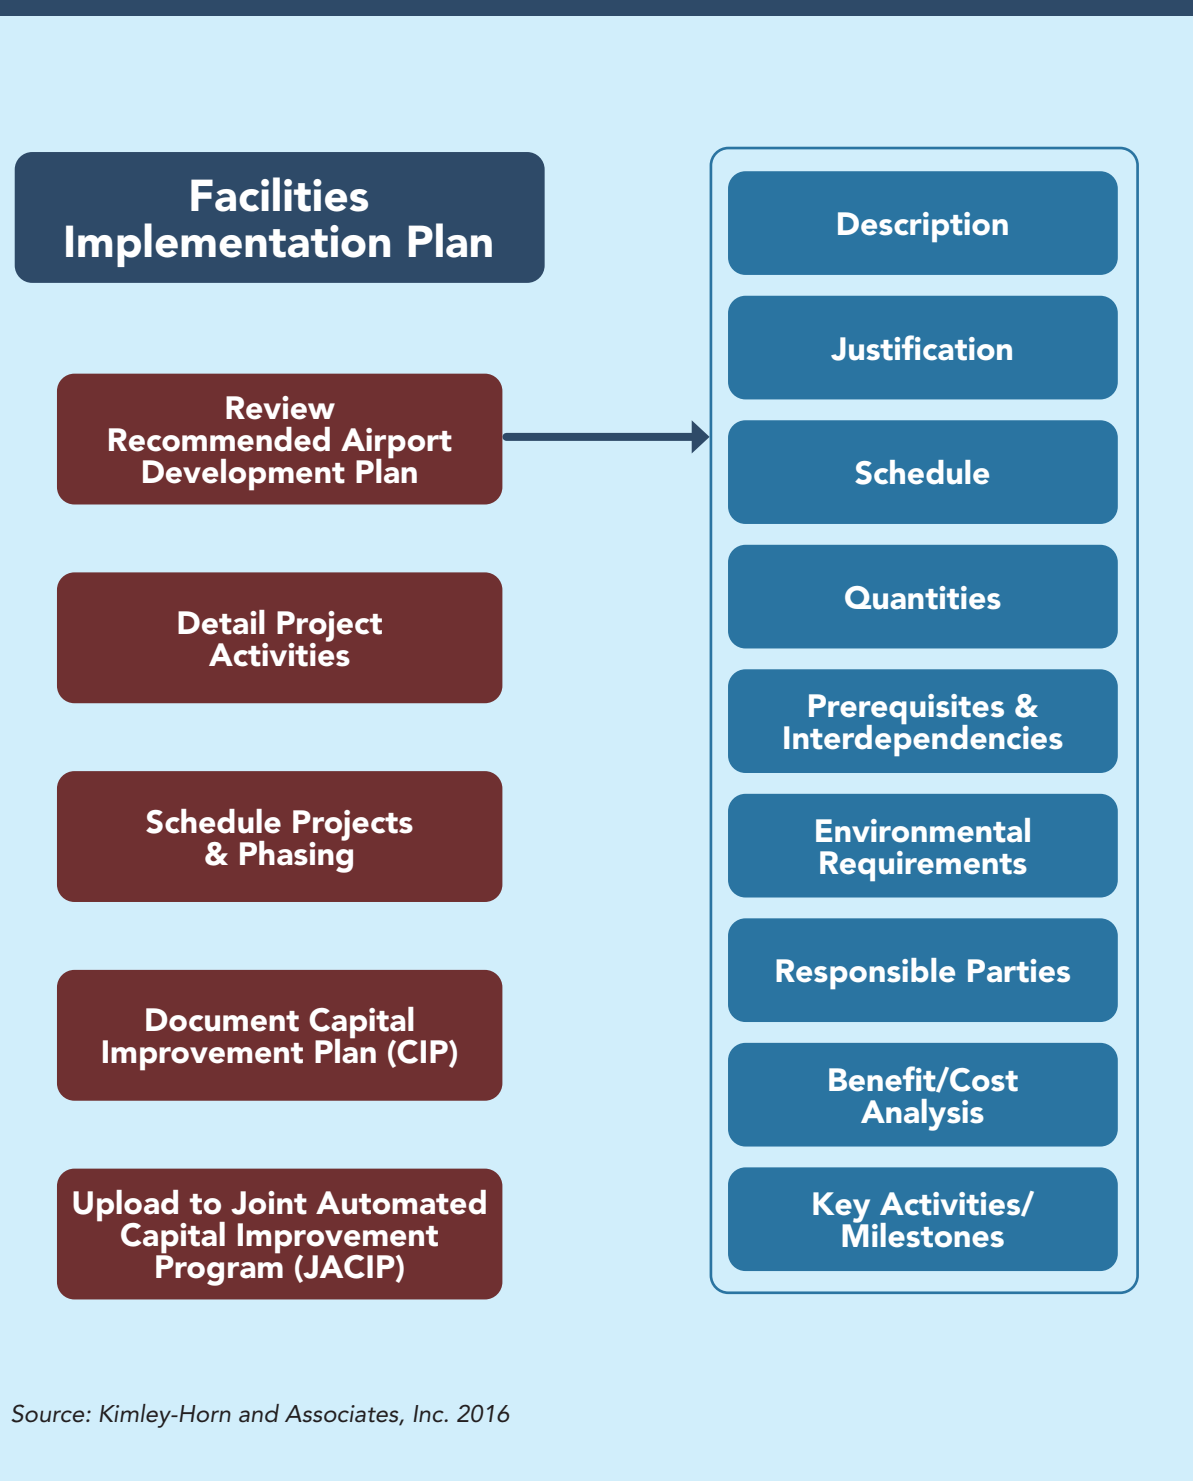 Facilities
Implementation Plan
Review
Recommended Airport
Development Plan
Detail Project
Activities
Schedule Projects
& Phasing
Document Capital
Improvement Plan (CIP)
Upload to Joint Automated
Capital Improvement
Program (JACIP)
Description
Justification
Schedule
Quantities
Prerequisites &
Interdependencies
Environmental
Requirements
Responsible Parties
Benefit/Cost
Analysis
Key Activities/
Milestones
Source: Kimley-Horn and Associates, Inc. 2016